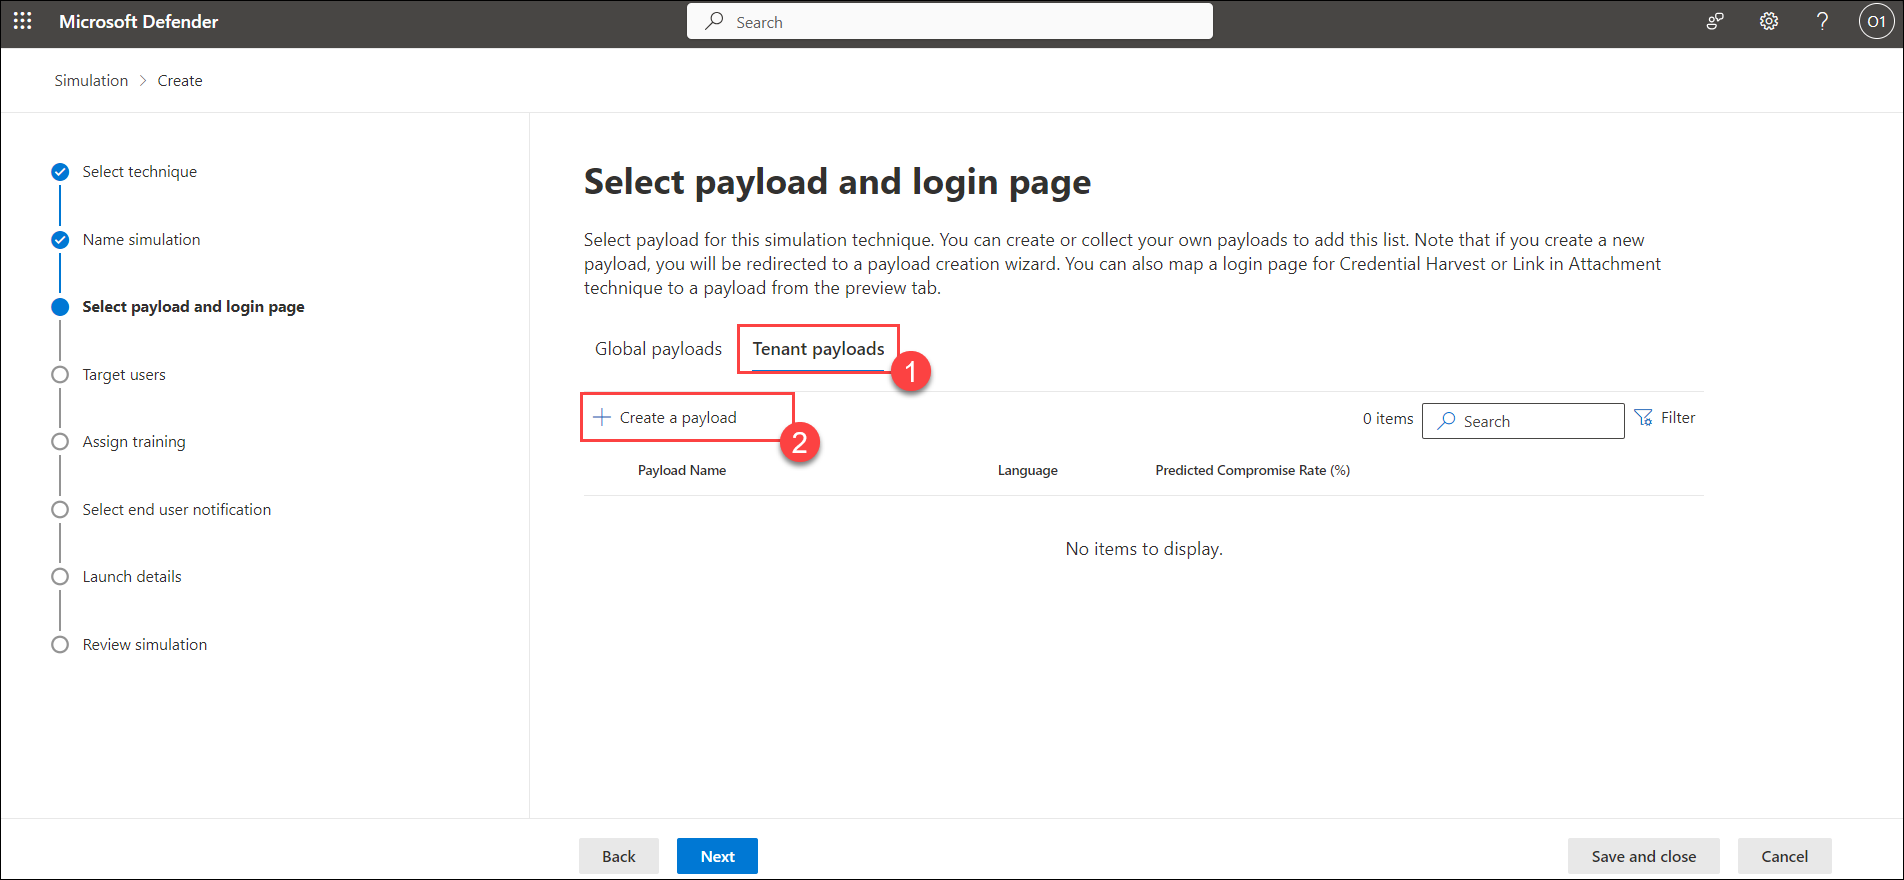 Microsoft Defender
Search
?
O1
Simulation > Create
Select technique
Name simulation
Select payload and login page
Target users
Assign training
Select end user notification
Launch details
Review simulation
Select payload and login page
Select payload for this simulation technique. You can create or collect your own payloads to add this list. Note that if you create a new
payload, you will be redirected to a payload creation wizard. You can also map a login page for Credential Harvest or Link in Attachment
technique to a payload from the preview tab.
Global payloads Tenant payloads
1
+ Create a payload
2
0 items Search Filter
Payload Name Language Predicted Compromise Rate (%)
No items to display.
Back Next Save and close Cancel